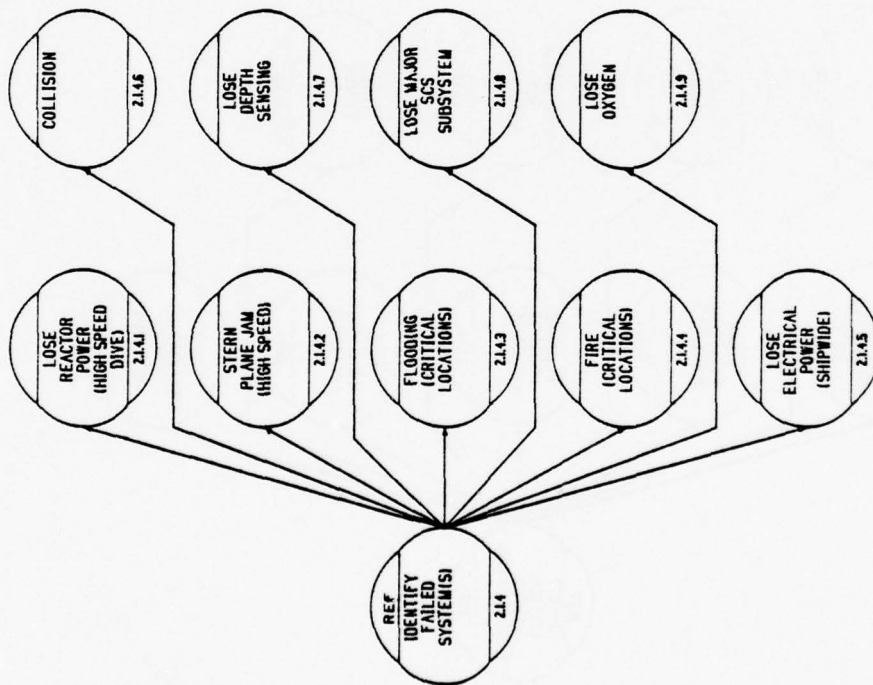 REF
IDENTIFY
FAILED
SYSTEM(S)
2.1.4
LOSE
REACTOR
POWER
(HIGH SPEED
DIVE)
2.1.4.1
STERN
PLANE JAM
(HIGH SPEED)
2.1.4.2
FLOODING
(CRITICAL
LOCATIONS)
2.1.4.3
FIRE
(CRITICAL
LOCATIONS)
2.1.4.4
LOSE
ELECTRICAL
POWER
(SHIPWIDE)
2.1.4.5
COLLISION
2.1.4.6
LOSE
DEPTH
SENSING
2.1.4.7
LOSE MAJOR
SCS
SUBSYSTEM
2.1.4.8
LOSE
OXYGEN
2.1.4.9